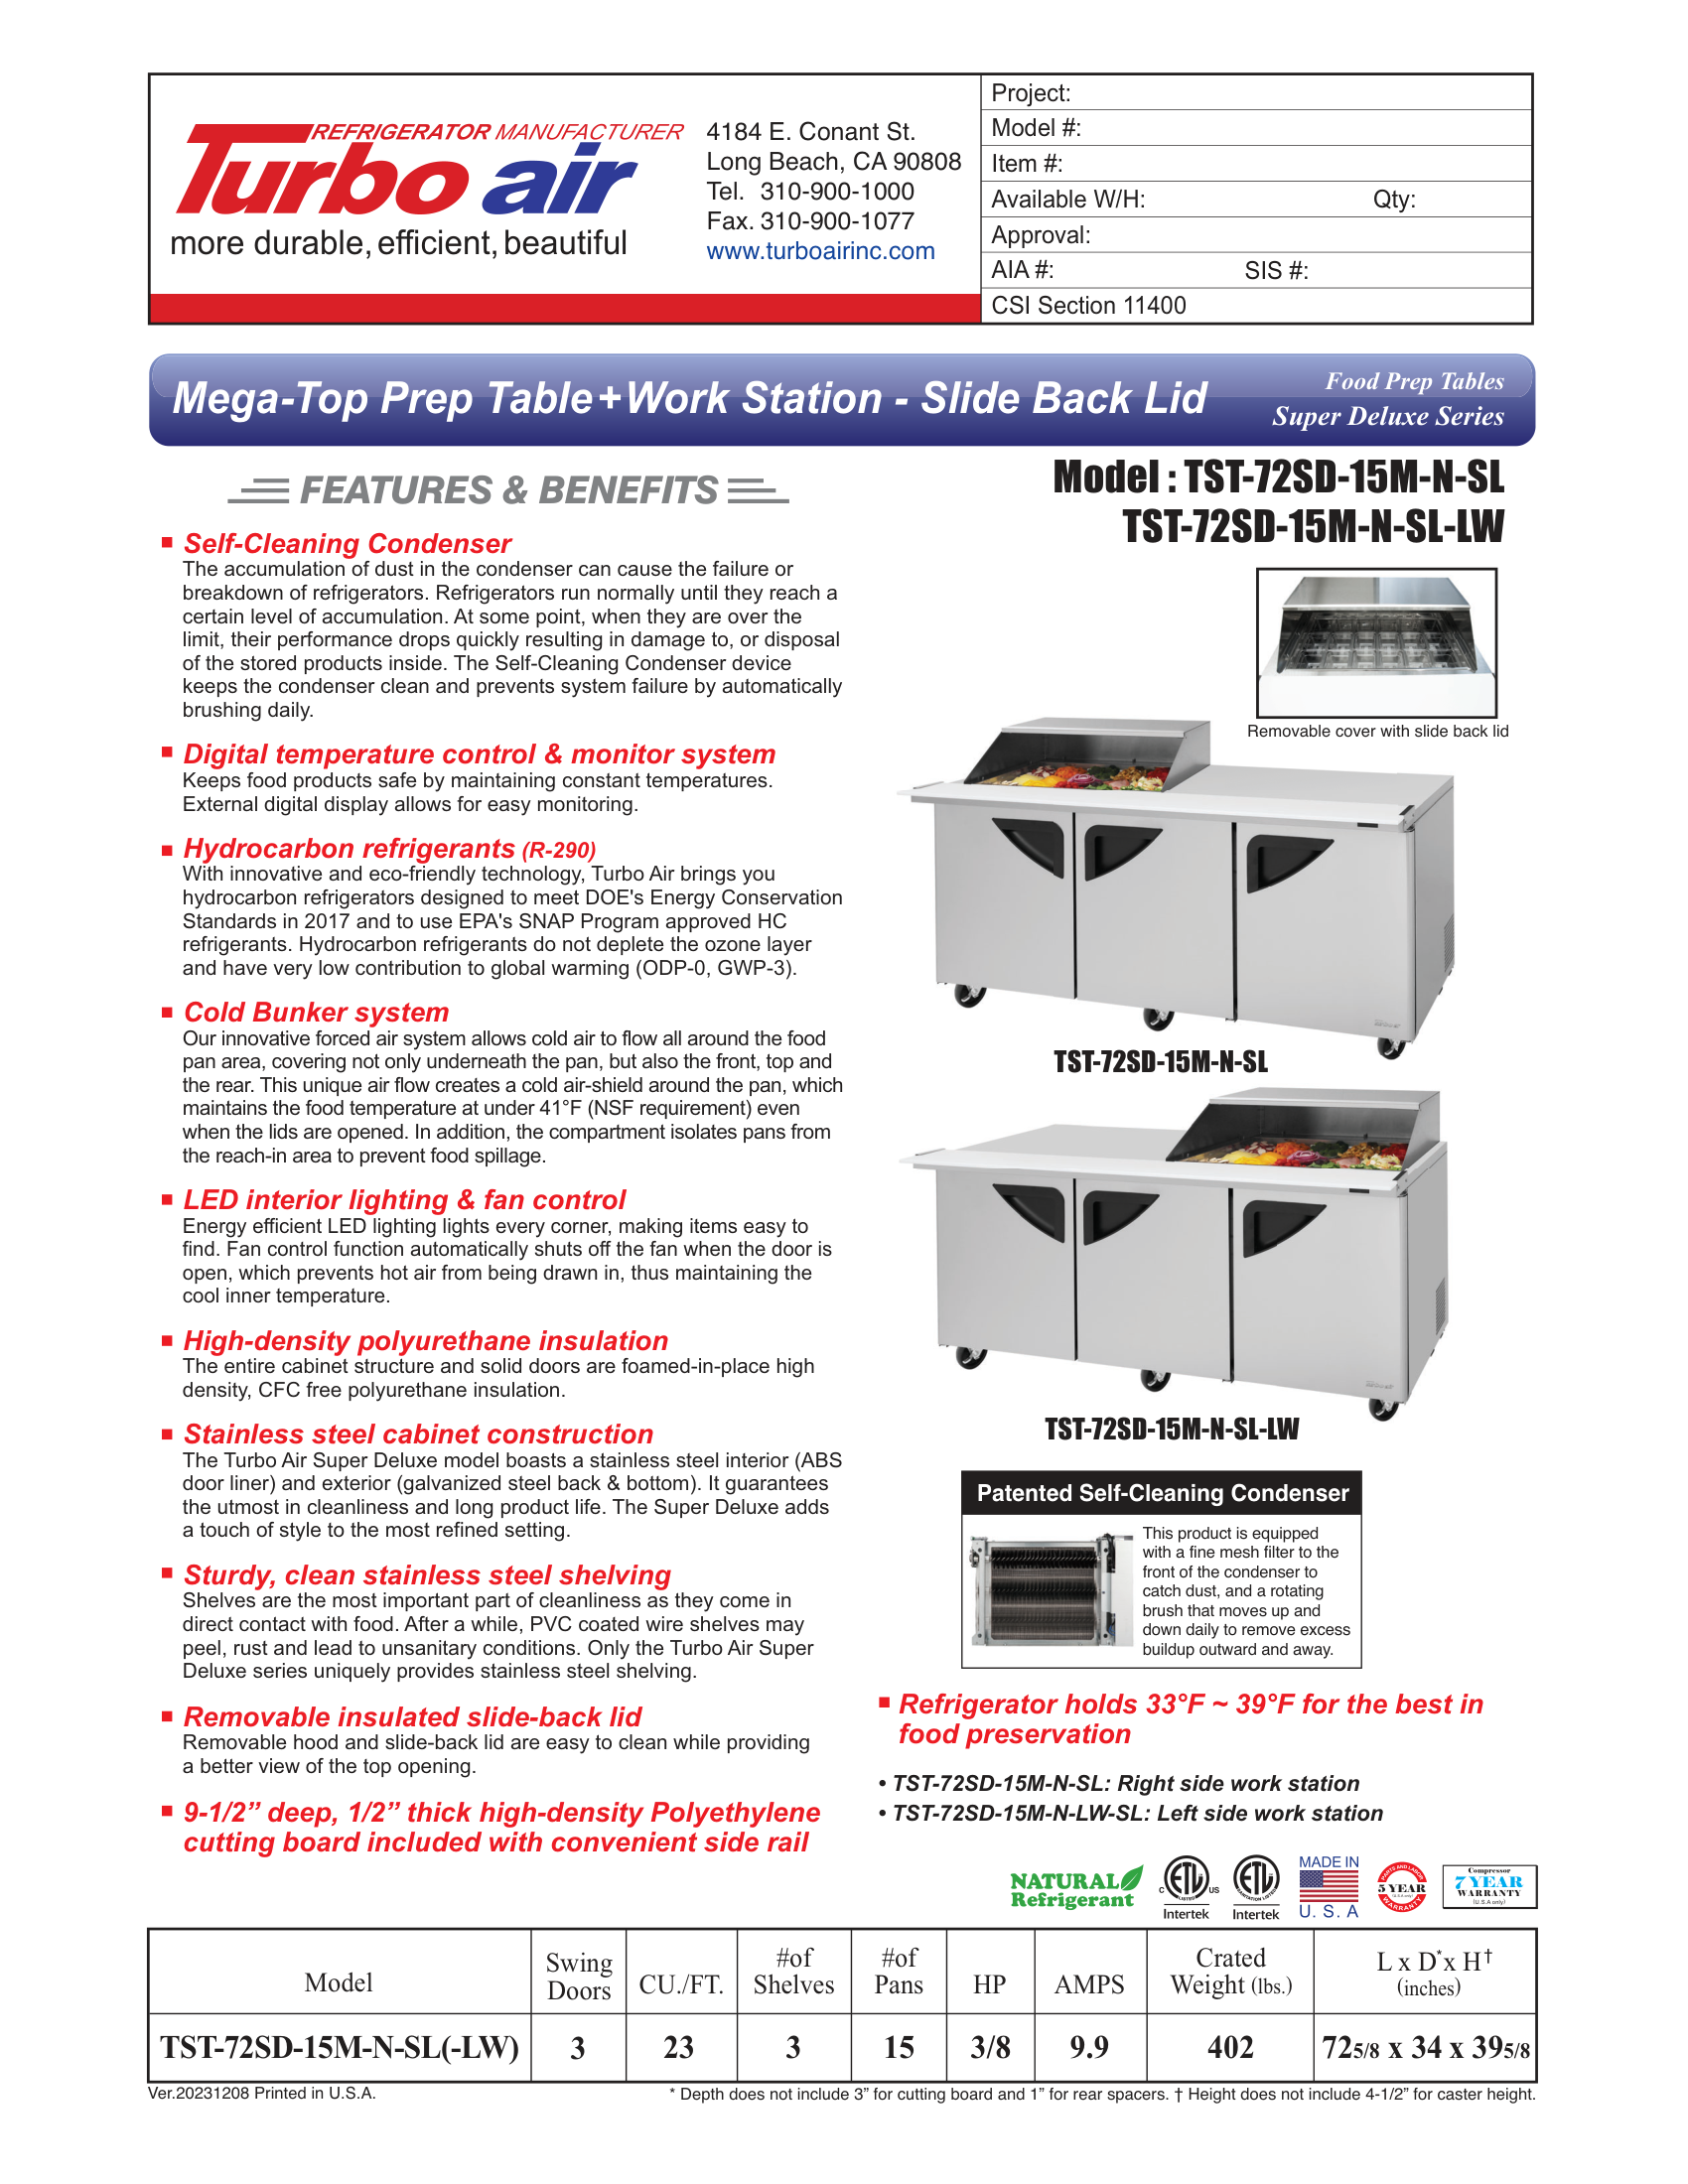 REFRIGERATOR MANUFACTURER
Turbo air
more durable, efficient, beautiful
4184 E. Conant St.
Long Beach, CA 90808
Tel. 310-900-1000
Fax. 310-900-1077
www.turboairinc.com
Project:
Model #:
Item #:
Available W/H: Qty:
Approval:
AIA #: SIS #:
CSI Section 11400
Mega-Top Prep Table+Work Station - Slide Back Lid
Food Prep Tables
Super Deluxe Series
FEATURES & BENEFITS
Self-Cleaning Condenser
The accumulation of dust in the condenser can cause the failure or
breakdown of refrigerators. Refrigerators run normally until they reach a
certain level of accumulation. At some point, when they are over the
limit, their performance drops quickly resulting in damage to, or disposal
of the stored products inside. The Self-Cleaning Condenser device
keeps the condenser clean and prevents system failure by automatically
brushing daily.
Digital temperature control & monitor system
Keeps food products safe by maintaining constant temperatures.
External digital display allows for easy monitoring.
Hydrocarbon refrigerants (R-290)
With innovative and eco-friendly technology, Turbo Air brings you
hydrocarbon refrigerators designed to meet DOE's Energy Conservation
Standards in 2017 and to use EPA's SNAP Program approved HC
refrigerants. Hydrocarbon refrigerants do not deplete the ozone layer
and have very low contribution to global warming (ODP-0, GWP-3).
Cold Bunker system
Our innovative forced air system allows cold air to flow all around the food
pan area, covering not only underneath the pan, but also the front, top and
the rear. This unique air flow creates a cold air-shield around the pan, which
maintains the food temperature at under 41°F (NSF requirement) even
when the lids are opened. In addition, the compartment isolates pans from
the reach-in area to prevent food spillage.
LED interior lighting & fan control
Energy efficient LED lighting lights every corner, making items easy to
find. Fan control function automatically shuts off the fan when the door is
open, which prevents hot air from being drawn in, thus maintaining the
cool inner temperature.
High-density polyurethane insulation
The entire cabinet structure and solid doors are foamed-in-place high
density, CFC free polyurethane insulation.
Stainless steel cabinet construction
The Turbo Air Super Deluxe model boasts a stainless steel interior (ABS
door liner) and exterior (galvanized steel back & bottom). It guarantees
the utmost in cleanliness and long product life. The Super Deluxe adds
a touch of style to the most refined setting.
Sturdy, clean stainless steel shelving
Shelves are the most important part of cleanliness as they come in
direct contact with food. After a while, PVC coated wire shelves may
peel, rust and lead to unsanitary conditions. Only the Turbo Air Super
Deluxe series uniquely provides stainless steel shelving.
Removable insulated slide-back lid
Removable hood and slide-back lid are easy to clean while providing
a better view of the top opening.
9-1/2” deep, 1/2” thick high-density Polyethylene
cutting board included with convenient side rail
Model : TST-72SD-15M-N-SL
TST-72SD-15M-N-SL-LW
Removable cover with slide back lid
TST-72SD-15M-N-SL
TST-72SD-15M-N-SL-LW
Patented Self-Cleaning Condenser
This product is equipped
with a fine mesh filter to the
front of the condenser to
catch dust, and a rotating
brush that moves up and
down daily to remove excess
buildup outward and away.
Refrigerator holds 33°F ~ 39°F for the best in
food preservation
• TST-72SD-15M-N-SL: Right side work station
• TST-72SD-15M-N-LW-SL: Left side work station
NATURAL
Refrigerant
C ETL US LISTED
Intertek
ETL SANITATION LISTED
Intertek
MADE IN
U. S. A
PARTS AND LABOR
5 YEAR
(U.S.A only)
WARRANTY
Compressor
7 YEAR
WARRANTY
(U.S.A only)
Model Swing Doors CU./FT. #of Shelves #of Pans HP AMPS Crated Weight (lbs.) L x D* x H† (inches)
TST-72SD-15M-N-SL(-LW) 3 23 3 15 3/8 9.9 402 72 5/8 x 34 x 39 5/8
Ver.20231208 Printed in U.S.A.
* Depth does not include 3” for cutting board and 1” for rear spacers. † Height does not include 4-1/2” for caster height.